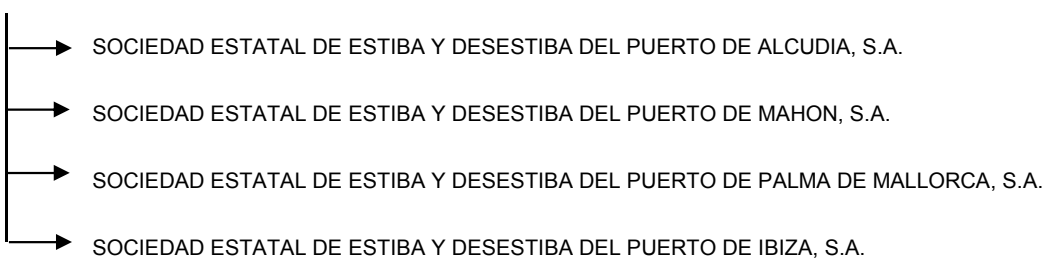 SOCIEDAD ESTATAL DE ESTIBA Y DESESTIBA DEL PUERTO DE ALCUDIA, S.A.
SOCIEDAD ESTATAL DE ESTIBA Y DESESTIBA DEL PUERTO DE MAHON, S.A.
SOCIEDAD ESTATAL DE ESTIBA Y DESESTIBA DEL PUERTO DE PALMA DE MALLORCA, S.A.
SOCIEDAD ESTATAL DE ESTIBA Y DESESTIBA DEL PUERTO DE IBIZA, S.A.